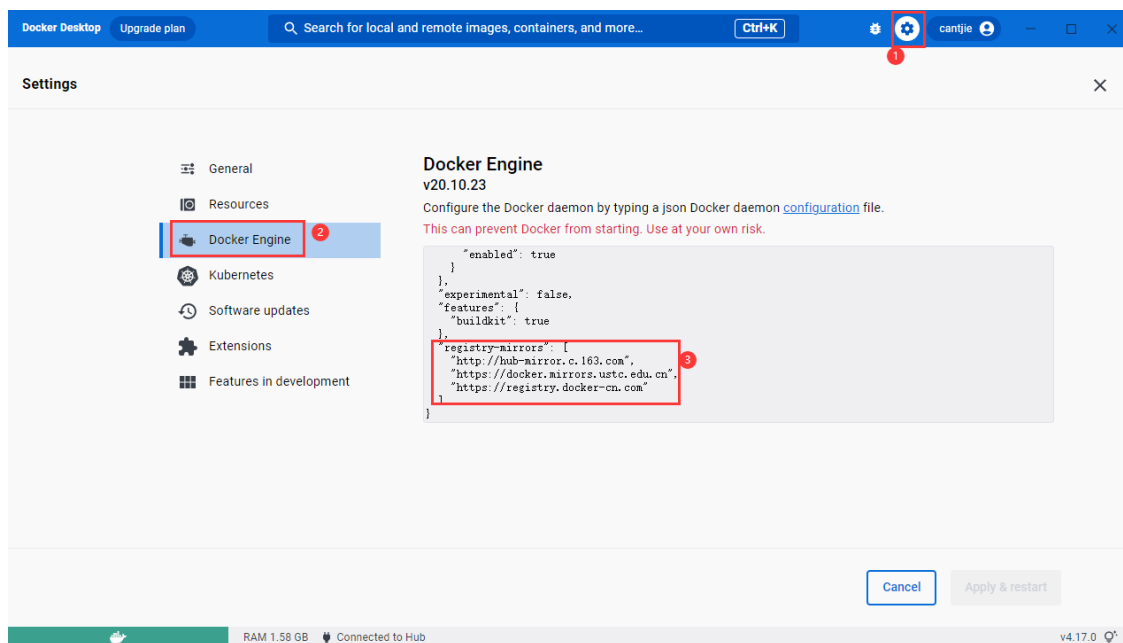 Docker Desktop Upgrade plan Search for local and remote images, containers, and more... Ctrl+K cantjie
1
Settings
General
Resources
Docker Engine 2
Kubernetes
Software updates
Extensions
Features in development
Docker Engine
v20.10.23
Configure the Docker daemon by typing a json Docker daemon configuration file.
This can prevent Docker from starting. Use at your own risk.
"enabled": true
}
},
"experimental": false,
"features": {
"buildkit": true
},
"registry-mirrors": [
"http://hub-mirror.c.163.com",
"https://docker.mirrors.ustc.edu.cn",
"https://registry.docker-cn.com"
]
}
3
Cancel Apply & restart
RAM 1.58 GB Connected to Hub v4.17.0